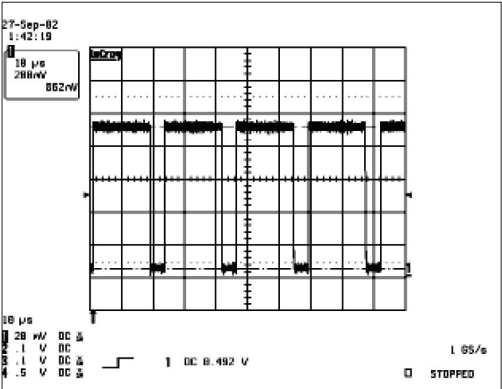 27-Sep-02
1:42:19
1
10 µs
200mV
862mV
LeCroy
1
10 µs
1 20 mV DC
2 .1 V DC
3 .1 V DC
4 .5 V DC
1 DC 0.492 V
1 GS/s
STOPPED